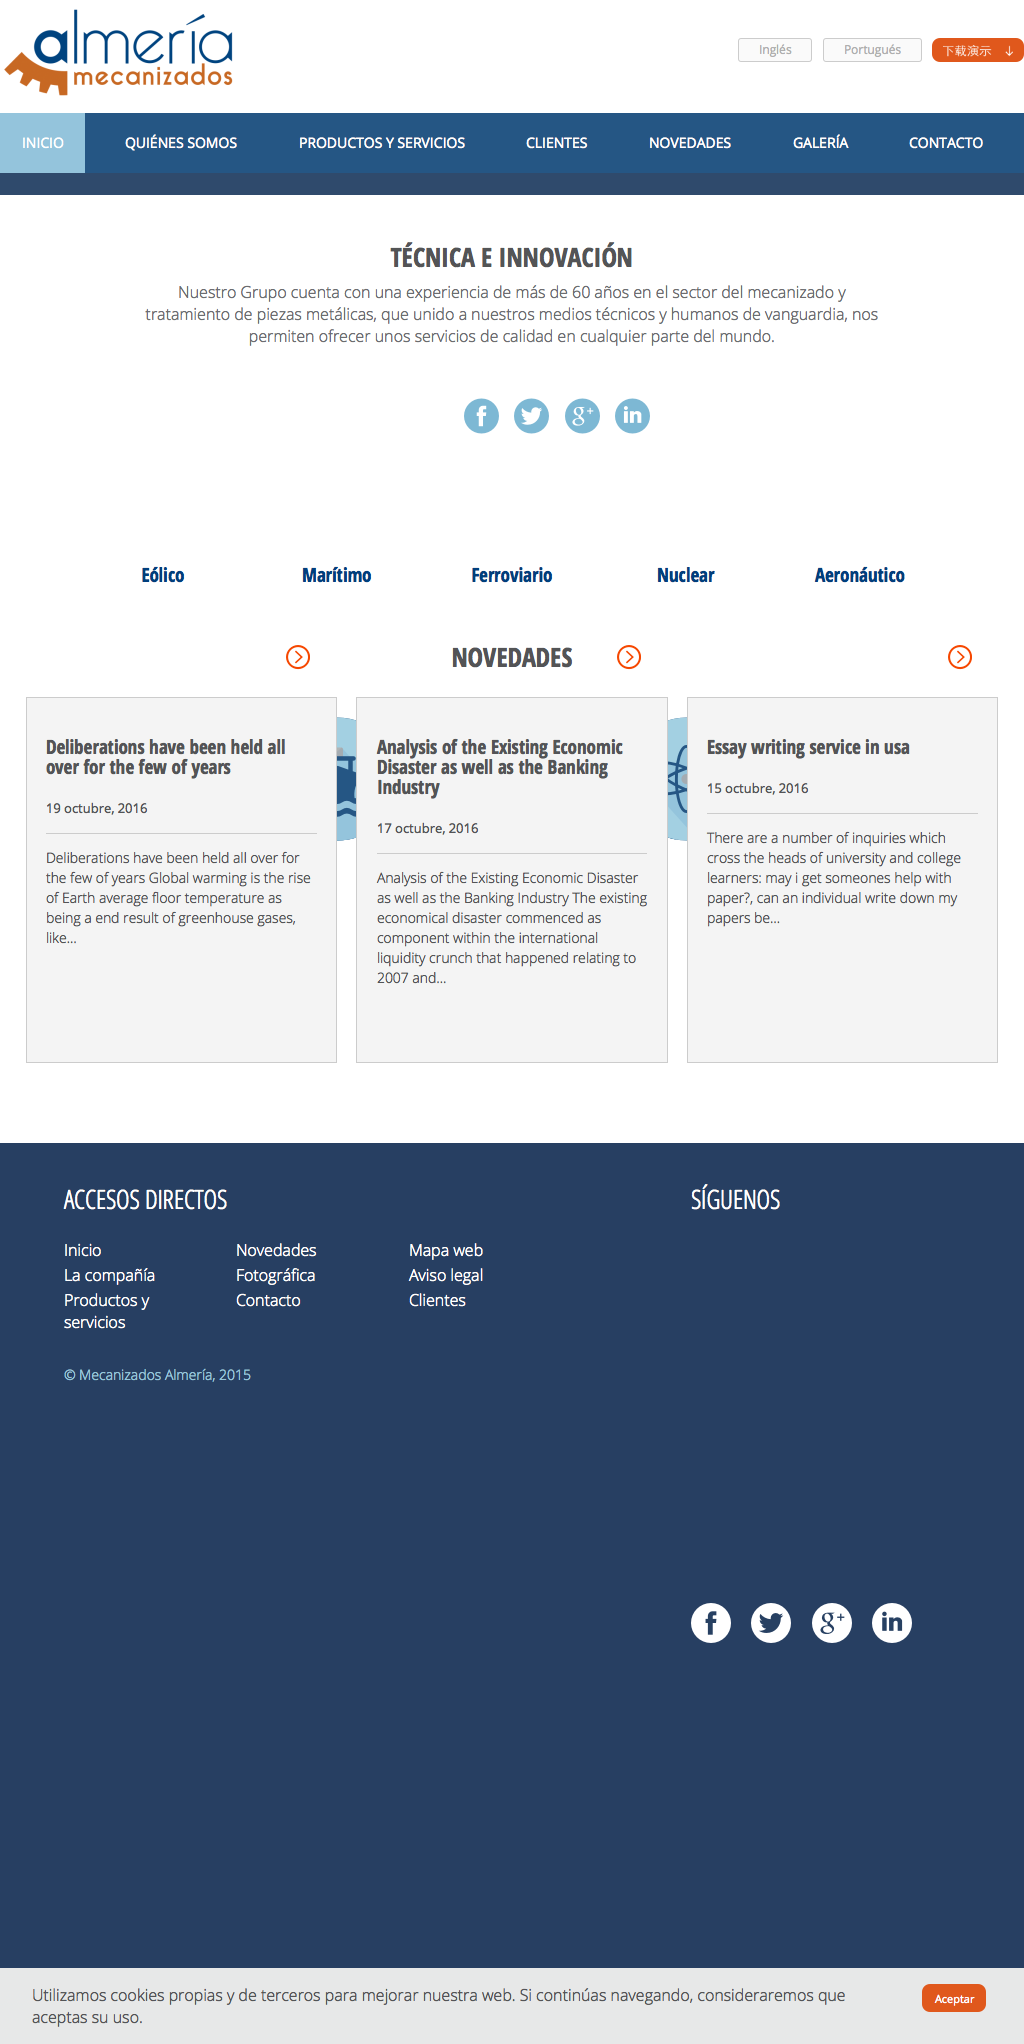 almería
mecanizados
Inglés
Portugués
下载演示
INICIO
QUIÉNES SOMOS
PRODUCTOS Y SERVICIOS
CLIENTES
NOVEDADES
GALERÍA
CONTACTO
TÉCNICA E INNOVACIÓN
Nuestro Grupo cuenta con una experiencia de más de 60 años en el sector del mecanizado y
tratamiento de piezas metálicas, que unido a nuestros medios técnicos y humanos de vanguardia, nos
permiten ofrecer unos servicios de calidad en cualquier parte del mundo.
Eólico
Marítimo
Ferroviario
Nuclear
Aeronáutico
NOVEDADES
Deliberations have been held all
over for the few of years
19 octubre, 2016
Deliberations have been held all over for
the few of years Global warming is the rise
of Earth average floor temperature as
being a end result of greenhouse gases,
like...
Analysis of the Existing Economic
Disaster as well as the Banking
Industry
17 octubre, 2016
Analysis of the Existing Economic Disaster
as well as the Banking Industry The existing
economical disaster commenced as
component within the international
liquidity crunch that happened relating to
2007 and...
Essay writing service in usa
15 octubre, 2016
There are a number of inquiries which
cross the heads of university and college
learners: may i get someones help with
paper?, can an individual write down my
papers be...
ACCESOS DIRECTOS
Inicio
La compañía
Productos y
servicios
Novedades
Fotográfica
Contacto
Mapa web
Aviso legal
Clientes
© Mecanizados Almería, 2015
SÍGUENOS
Utilizamos cookies propias y de terceros para mejorar nuestra web. Si continúas navegando, consideraremos que
aceptas su uso.
Aceptar